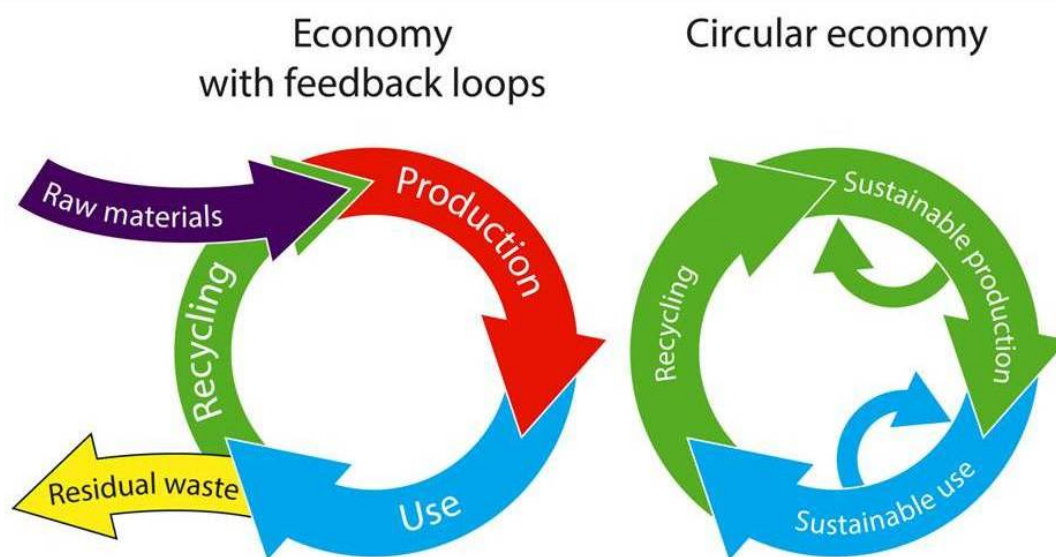 Economy
with feedback loops
Circular economy
Raw materials
Production
Recycling
Use
Residual waste
Recycling
Sustainable production
Sustainable use